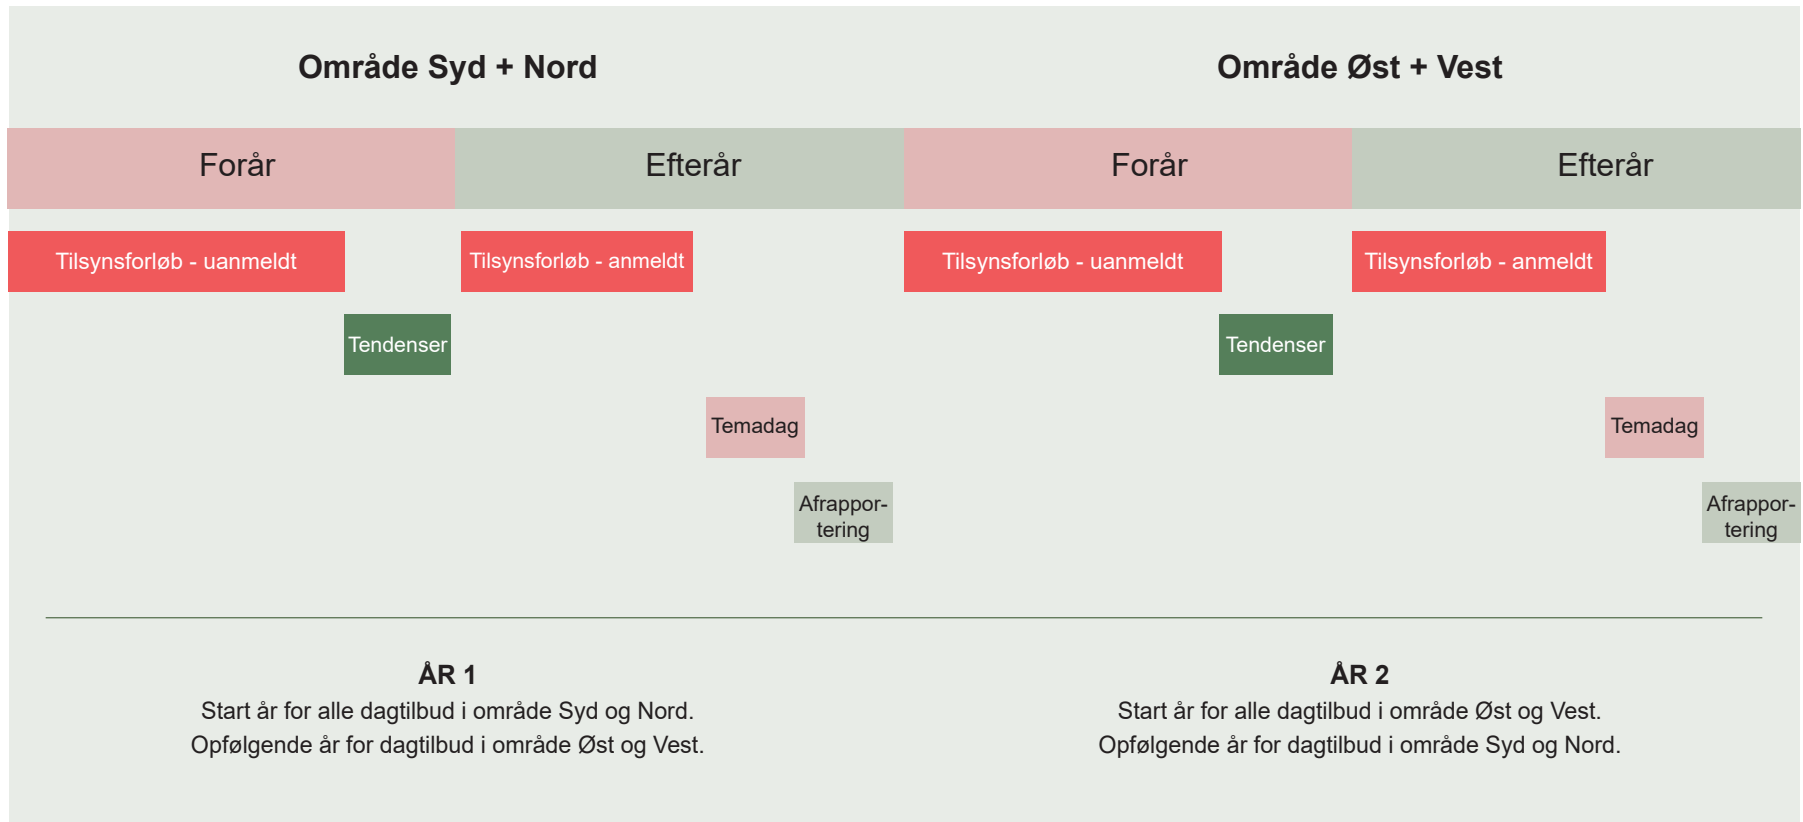 Område Syd + Nord
Område Øst + Vest
Forår
Efterår
Forår
Efterår
Tilsynsforløb - uanmeldt
Tilsynsforløb - anmeldt
Tilsynsforløb - uanmeldt
Tilsynsforløb - anmeldt
Tendenser
Tendenser
Temadag
Temadag
Afrappor-
tering
Afrappor-
tering
ÅR 1
Start år for alle dagtilbud i område Syd og Nord.
Opfølgende år for dagtilbud i område Øst og Vest.
ÅR 2
Start år for alle dagtilbud i område Øst og Vest.
Opfølgende år for dagtilbud i område Syd og Nord.